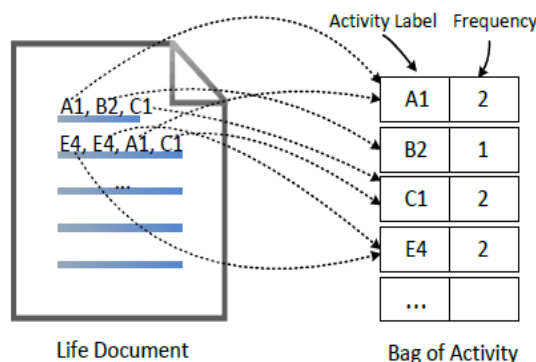 Activity Label Frequency
A1, B2, C1
E4, E4, A1, C1
...
A1 2
B2 1
C1 2
E4 2
...
Life Document
Bag of Activity